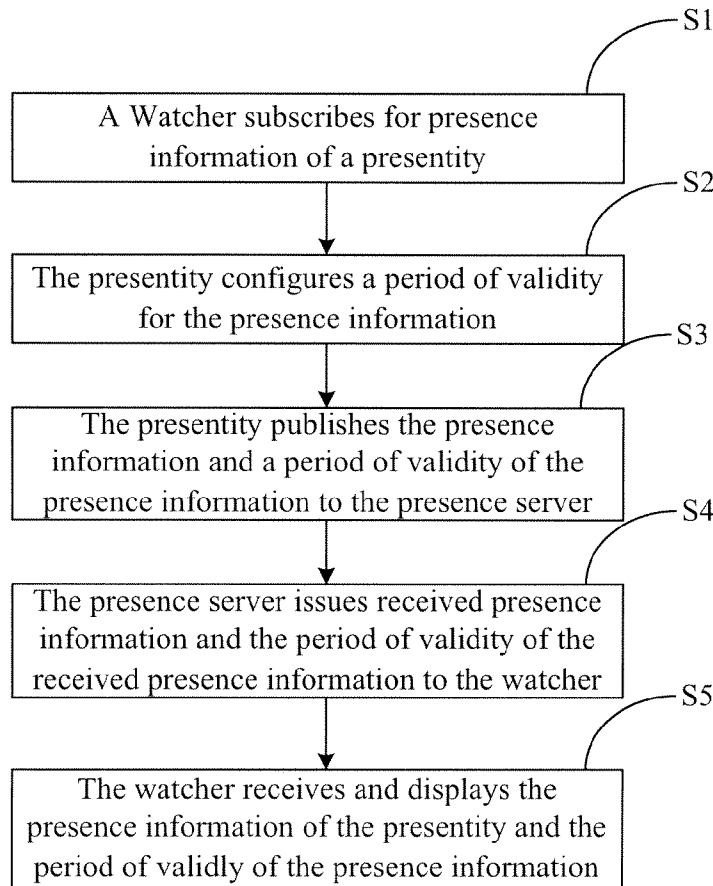 S1
A Watcher subscribes for presence
information of a presentity
S2
The presentity configures a period of validity
for the presence information
S3
The presentity publishes the presence
information and a period of validity of the
presence information to the presence server
S4
The presence server issues received presence
information and the period of validity of the
received presence information to the watcher
S5
The watcher receives and displays the
presence information of the presentity and the
period of validly of the presence information